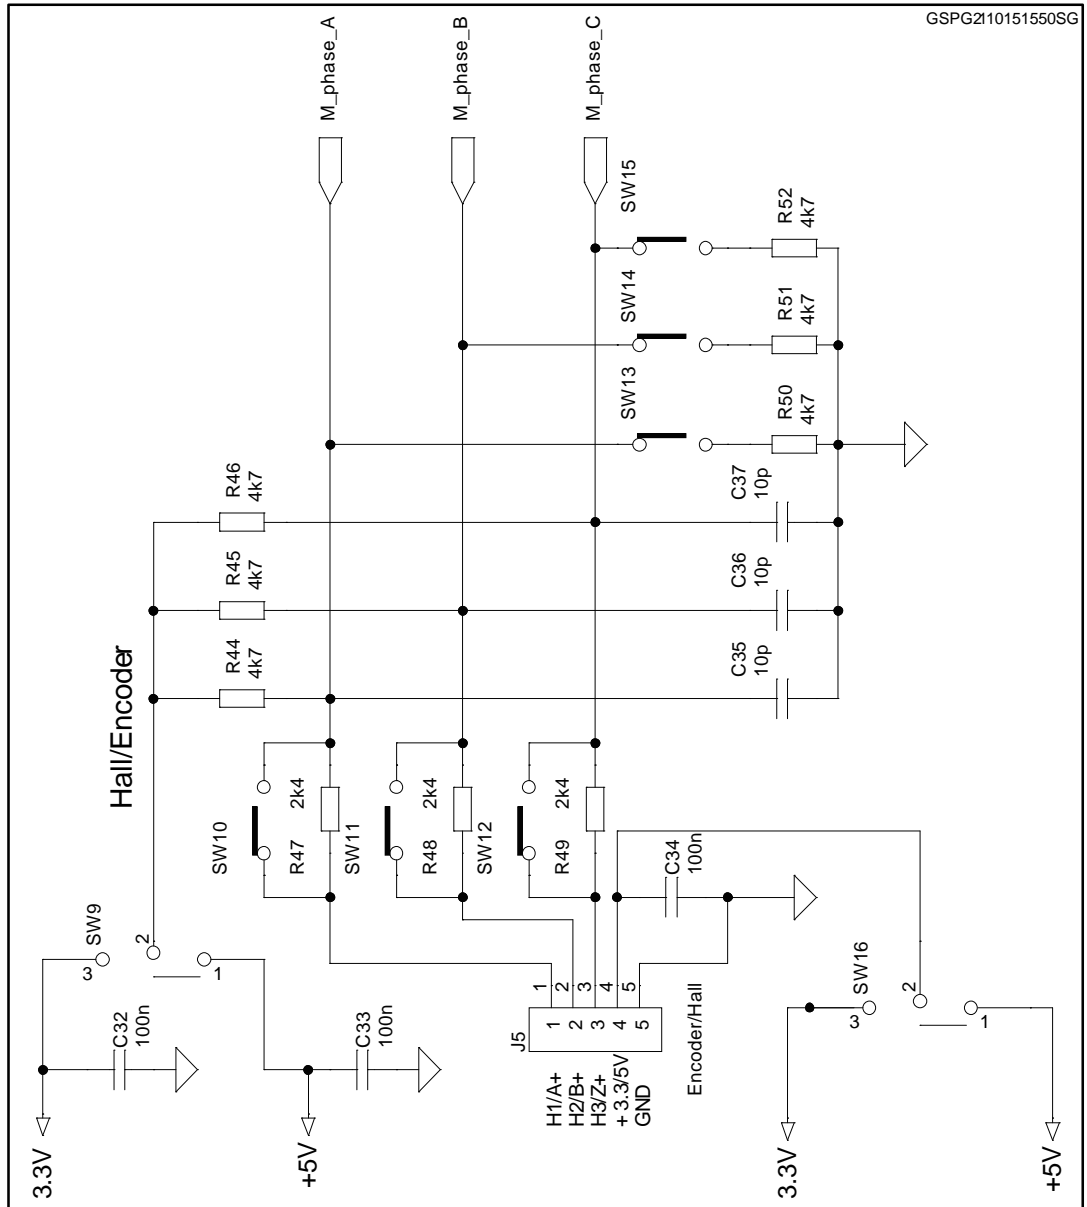 GSPG2110151550SG
M_phase_A
M_phase_B
M_phase_C
SW15
R52
4k7
SW14
R51
4k7
SW13
R50
4k7
R46
4k7
C37
10p
R45
4k7
C36
10p
R44
4k7
C35
10p
Hall/Encoder
SW10
R47
2k4
SW11
R48
2k4
SW12
R49
2k4
C34
100n
SW9
3
2
1
C32
100n
C33
100n
J5
1
2
3
4
5
1
2
3
4
5
H1/A+
H2/B+
H3/Z+
+3.3/5V
GND
Encoder/Hall
SW16
3
2
1
3.3V
+5V
3.3V
+5V